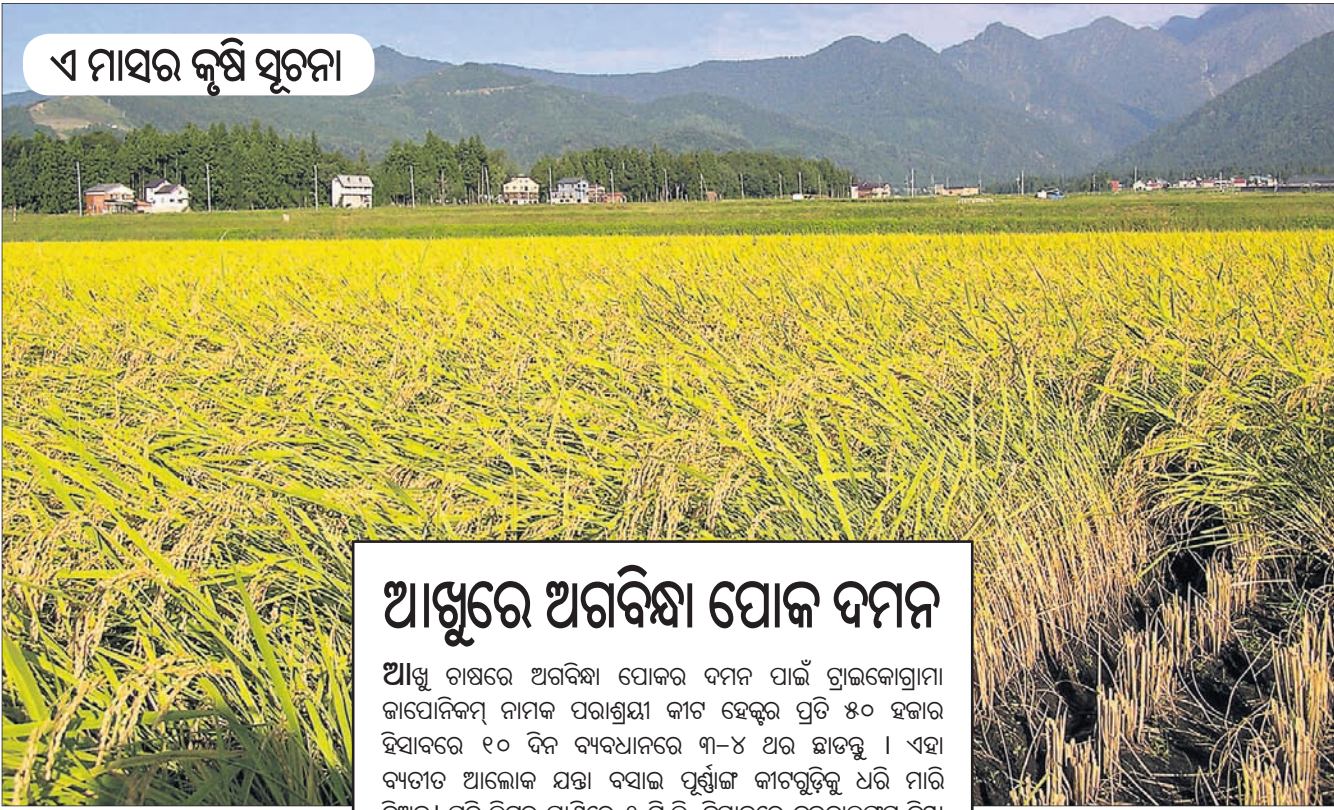 ଏ ମାସର କୃଷି ସୂଚନା
ଆଖୁରେ ଅଗବିନ୍ଧା ପୋକ ଦମନ
ଆଖୁ ଚାଷରେ ଅଗବିନ୍ଧା ପୋକର ଦମନ ପାଇଁ ଟ୍ରାଇକୋଗ୍ରାମା
ଜାପୋନିକମ୍ ନାମକ ପରାଶ୍ରୟୀ କୀଟ ହେକ୍ଟର ପ୍ରତି ୫୦ ହଜାର
ହିସାବରେ ୧୦ ଦିନ ବ୍ୟବଧାନରେ ୩–୪ ଥର ଛାଡନ୍ତୁ । ଏହା
ବ୍ୟତୀତ ଆଲୋକ ଯନ୍ତା ବସାଇ ପୂର୍ଣ୍ଣାଙ୍ଗ କୀଟଗୁଡ଼ିକୁ ଧରି ମାରି